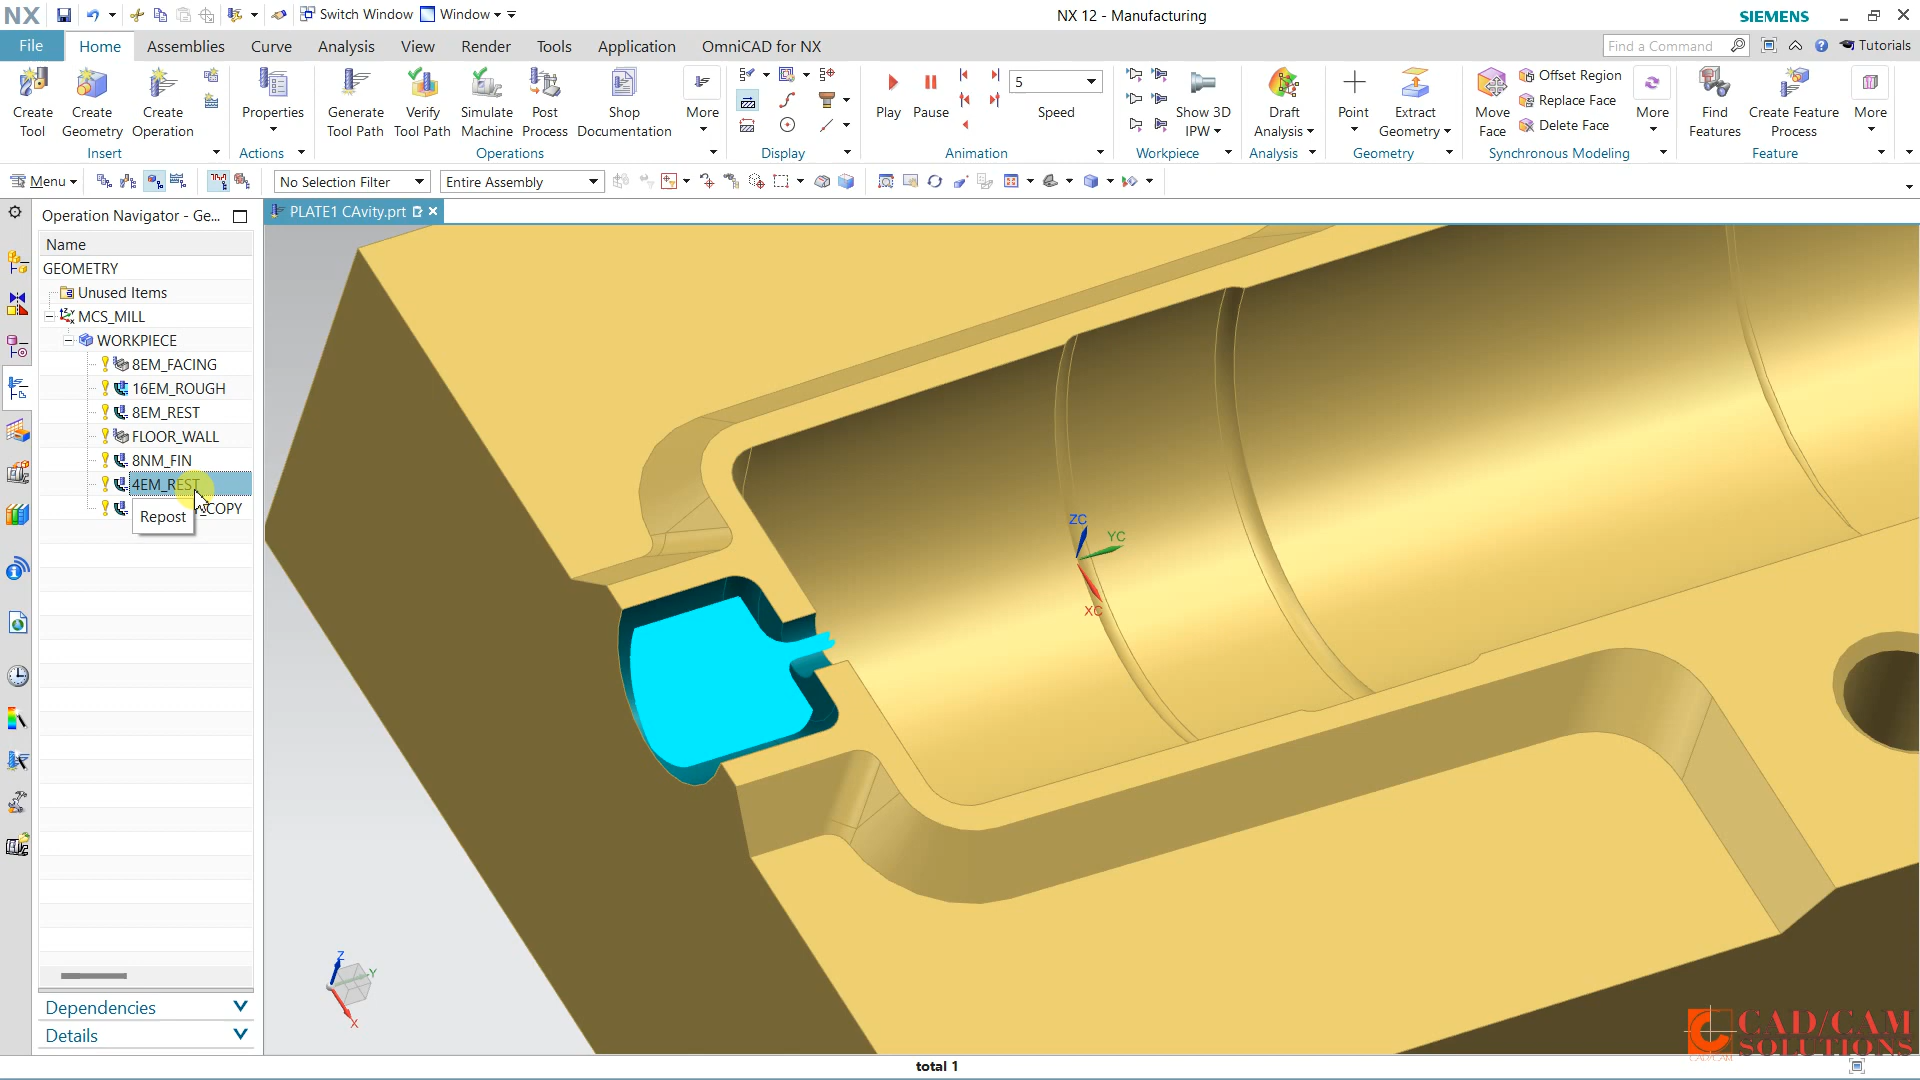 NX
Switch Window
Window
NX 12 - Manufacturing
SIEMENS
File
Home
Assemblies
Curve
Analysis
View
Render
Tools
Application
OmniCAD for NX
Find a Command
Tutorials
Create Tool
Create Geometry
Create Operation
Insert
Properties
Actions
Generate Tool Path
Verify Tool Path
Simulate Machine
Post Process
Shop Documentation
More
Operations
Display
Play
Pause
5
Speed
Animation
Show 3D IPW
Workpiece
Draft Analysis
Analysis
Point
Extract Geometry
Geometry
Move Face
Offset Region
Replace Face
Delete Face
More
Synchronous Modeling
Find Features
Create Feature Process
More
Feature
Menu
No Selection Filter
Entire Assembly
Operation Navigator - Ge...
PLATE1 CAvity.prt
Name
GEOMETRY
Unused Items
MCS_MILL
WORKPIECE
8EM_FACING
16EM_ROUGH
8EM_REST
FLOOR_WALL
8NM_FIN
4EM_REST
_COPY
Repost
ZC
YC
XC
Z
Y
X
Dependencies
Details
CAD/CAM
SOLUTIONS
total 1